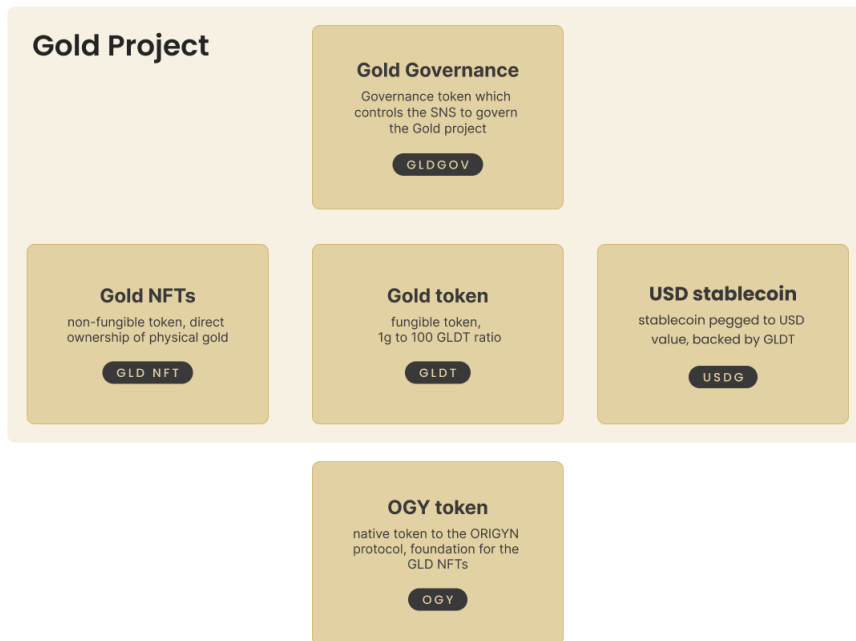 Gold Project
Gold Governance
Governance token which
controls the SNS to govern
the Gold project
GLDGOV
Gold NFTs
non-fungible token, direct
ownership of physical gold
GLD NFT
Gold token
fungible token,
1g to 100 GLDT ratio
GLDT
USD stablecoin
stablecoin pegged to USD
value, backed by GLDT
USDG
OGY token
native token to the ORIGYN
protocol, foundation for the
GLD NFTs
OGY